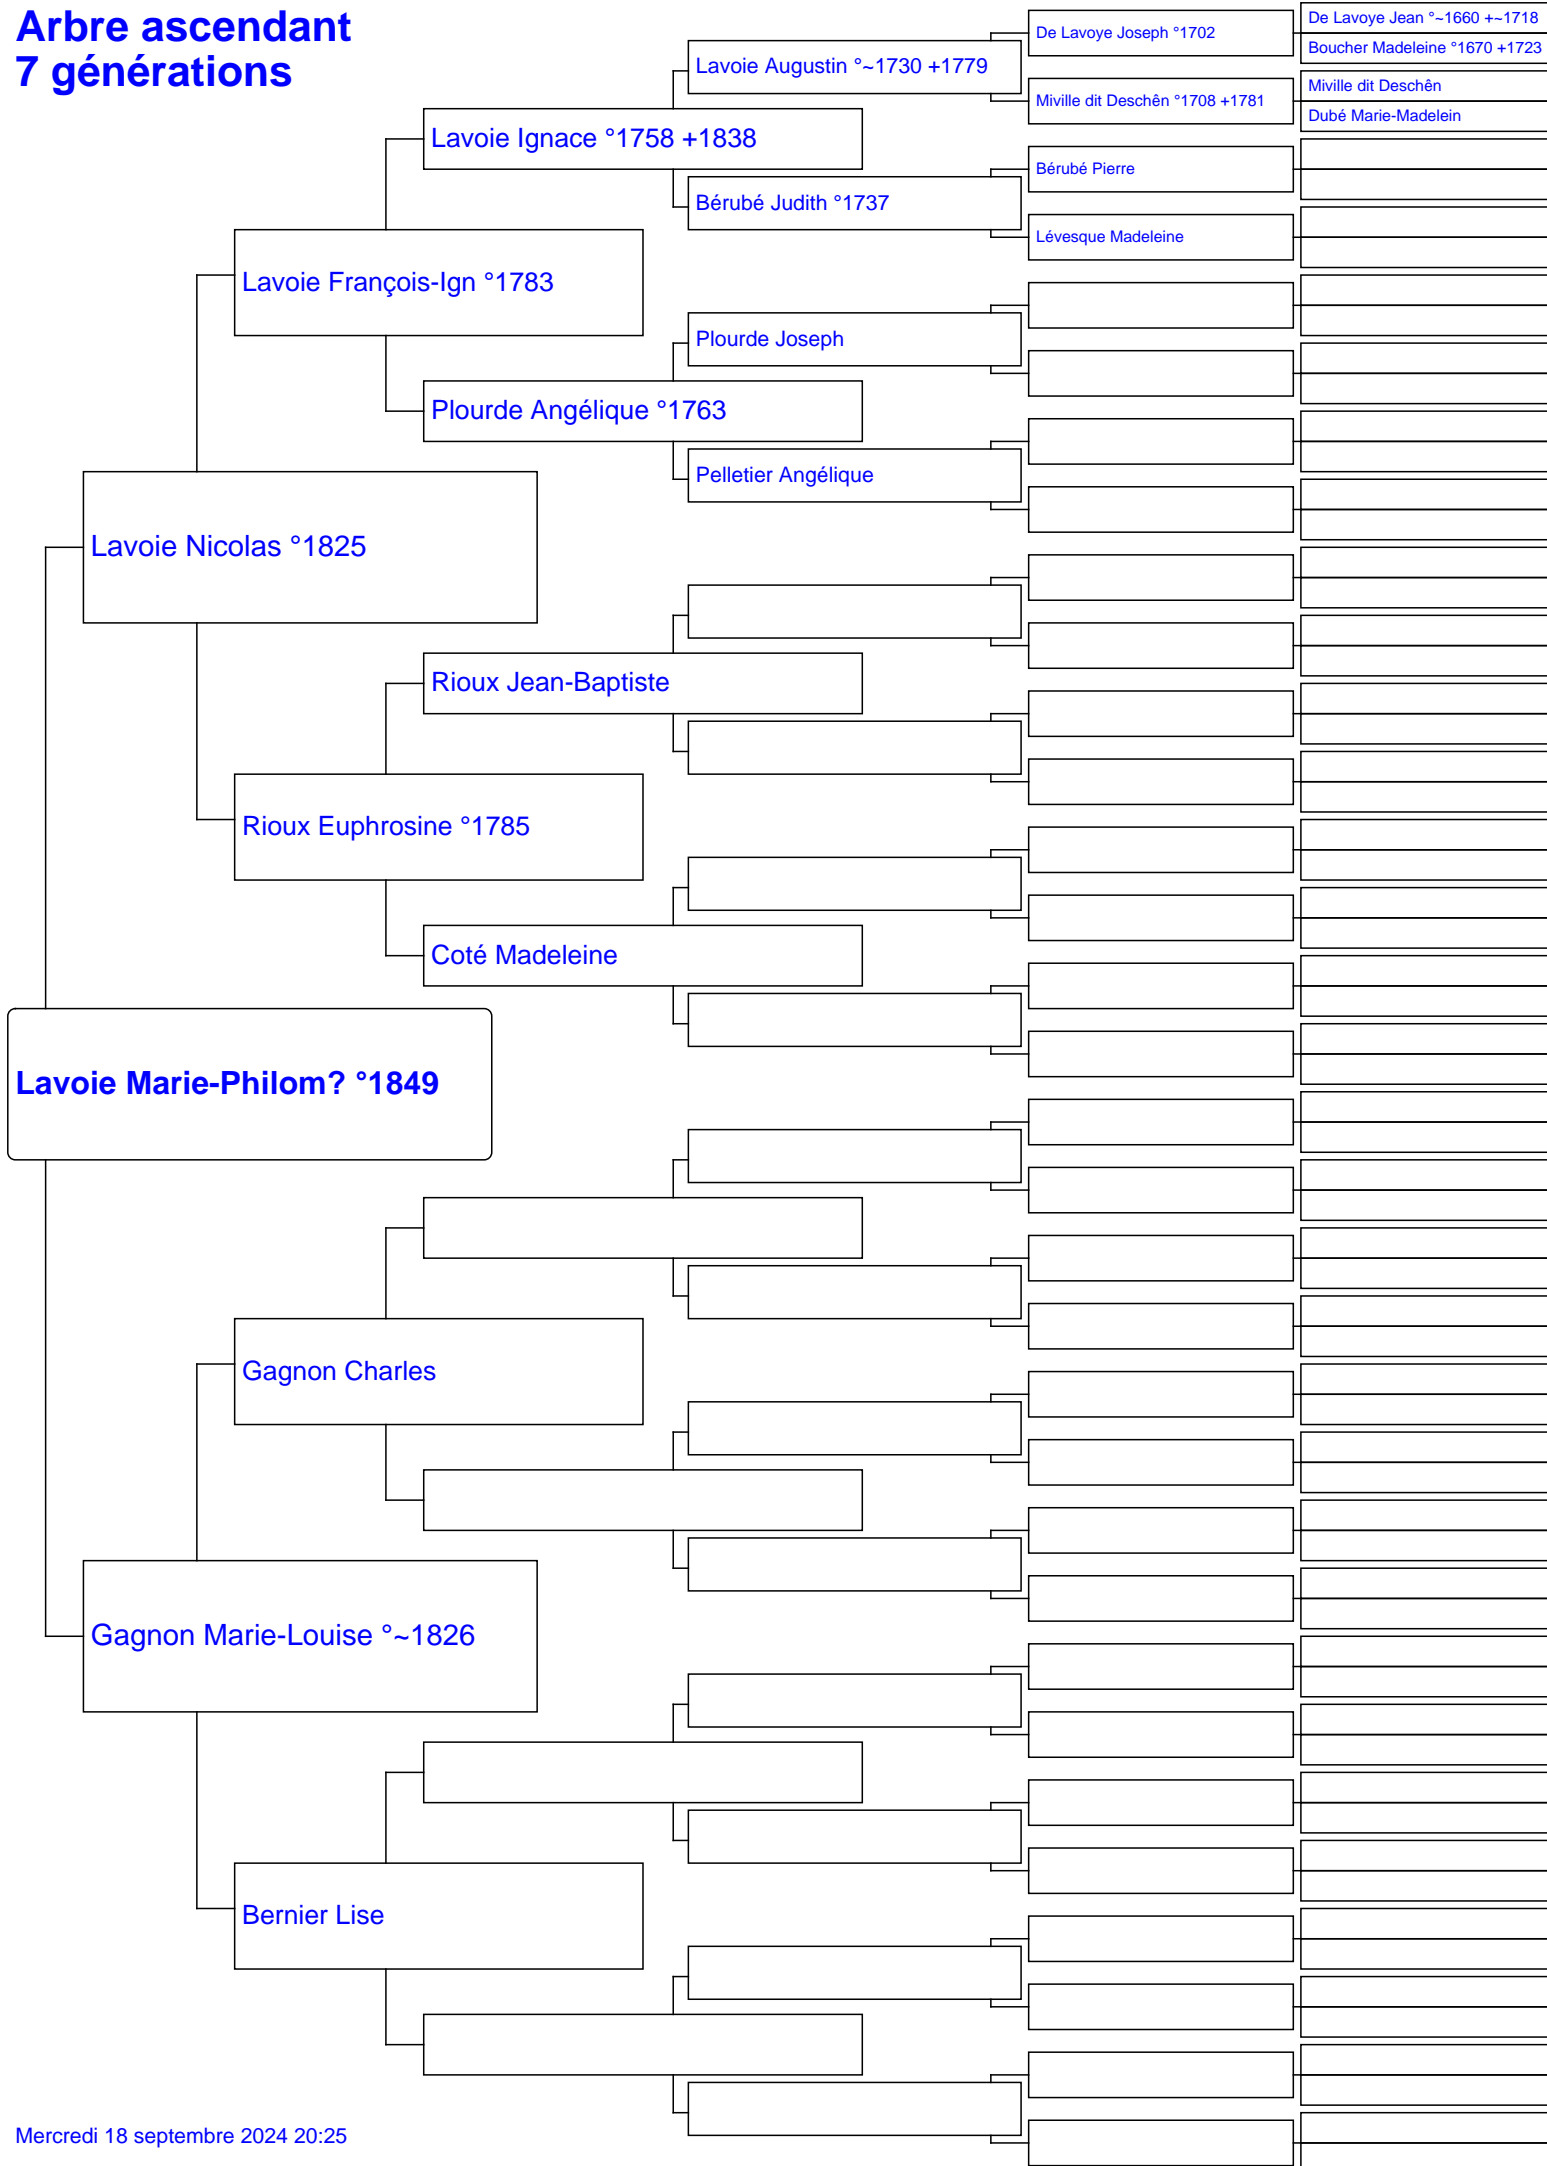 Arbre ascendant
7 générations
De Lavoye Jean °~1660 +~1718
De Lavoye Joseph °1702
Boucher Madeleine °1670 +1723
Lavoie Augustin °~1730 +1779
Miville dit Deschên
Miville dit Deschên °1708 +1781
Dubé Marie-Madelein
Lavoie Ignace °1758 +1838
Bérubé Pierre
Bérubé Judith °1737
Lévesque Madeleine
Lavoie François-Ign °1783
Plourde Joseph
Plourde Angélique °1763
Pelletier Angélique
Lavoie Nicolas °1825
Rioux Jean-Baptiste
Rioux Euphrosine °1785
Coté Madeleine
Lavoie Marie-Philom? °1849
Gagnon Charles
Gagnon Marie-Louise °~1826
Bernier Lise
Mercredi 18 septembre 2024 20:25